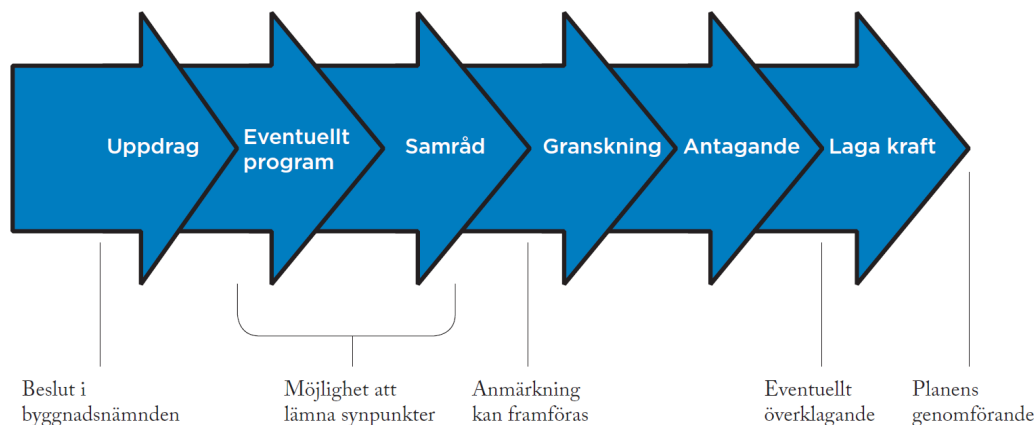 Uppdrag
Eventuellt
program
Samråd
Granskning
Antagande
Laga kraft
Beslut i
byggnadsnämnden
Möjlighet att
lämna synpunkter
Anmärkning
kan framföras
Eventuellt
överklagande
Planens
genomförande